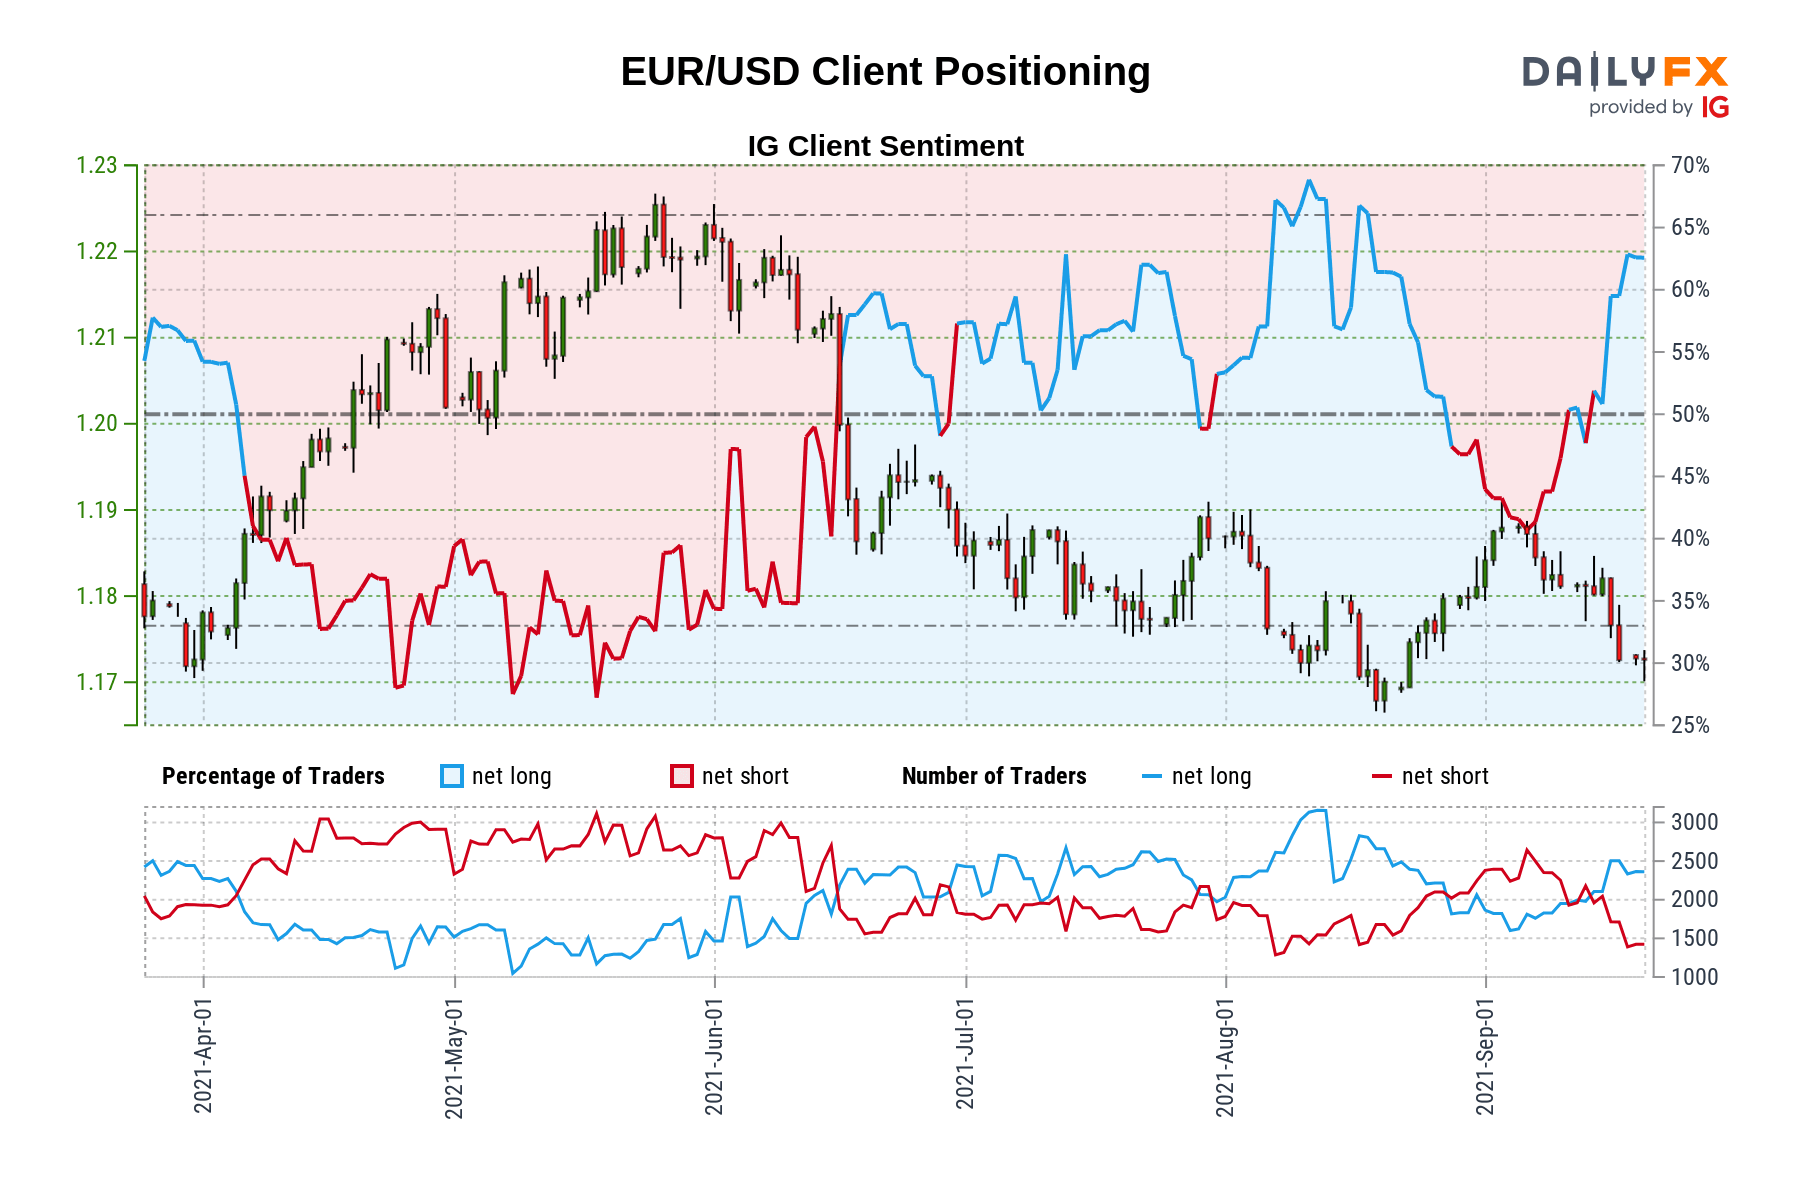 EUR/USD Client Positioning
DAILYFX
provided by IG
IG Client Sentiment
1.23
1.22
1.21
1.20
1.19
1.18
1.17
70%
65%
60%
55%
50%
45%
40%
35%
30%
25%
Percentage of Traders net long net short Number of Traders net long net short
3000
2500
2000
1500
1000
2021-Apr-01
2021-May-01
2021-Jun-01
2021-Jul-01
2021-Aug-01
2021-Sep-01